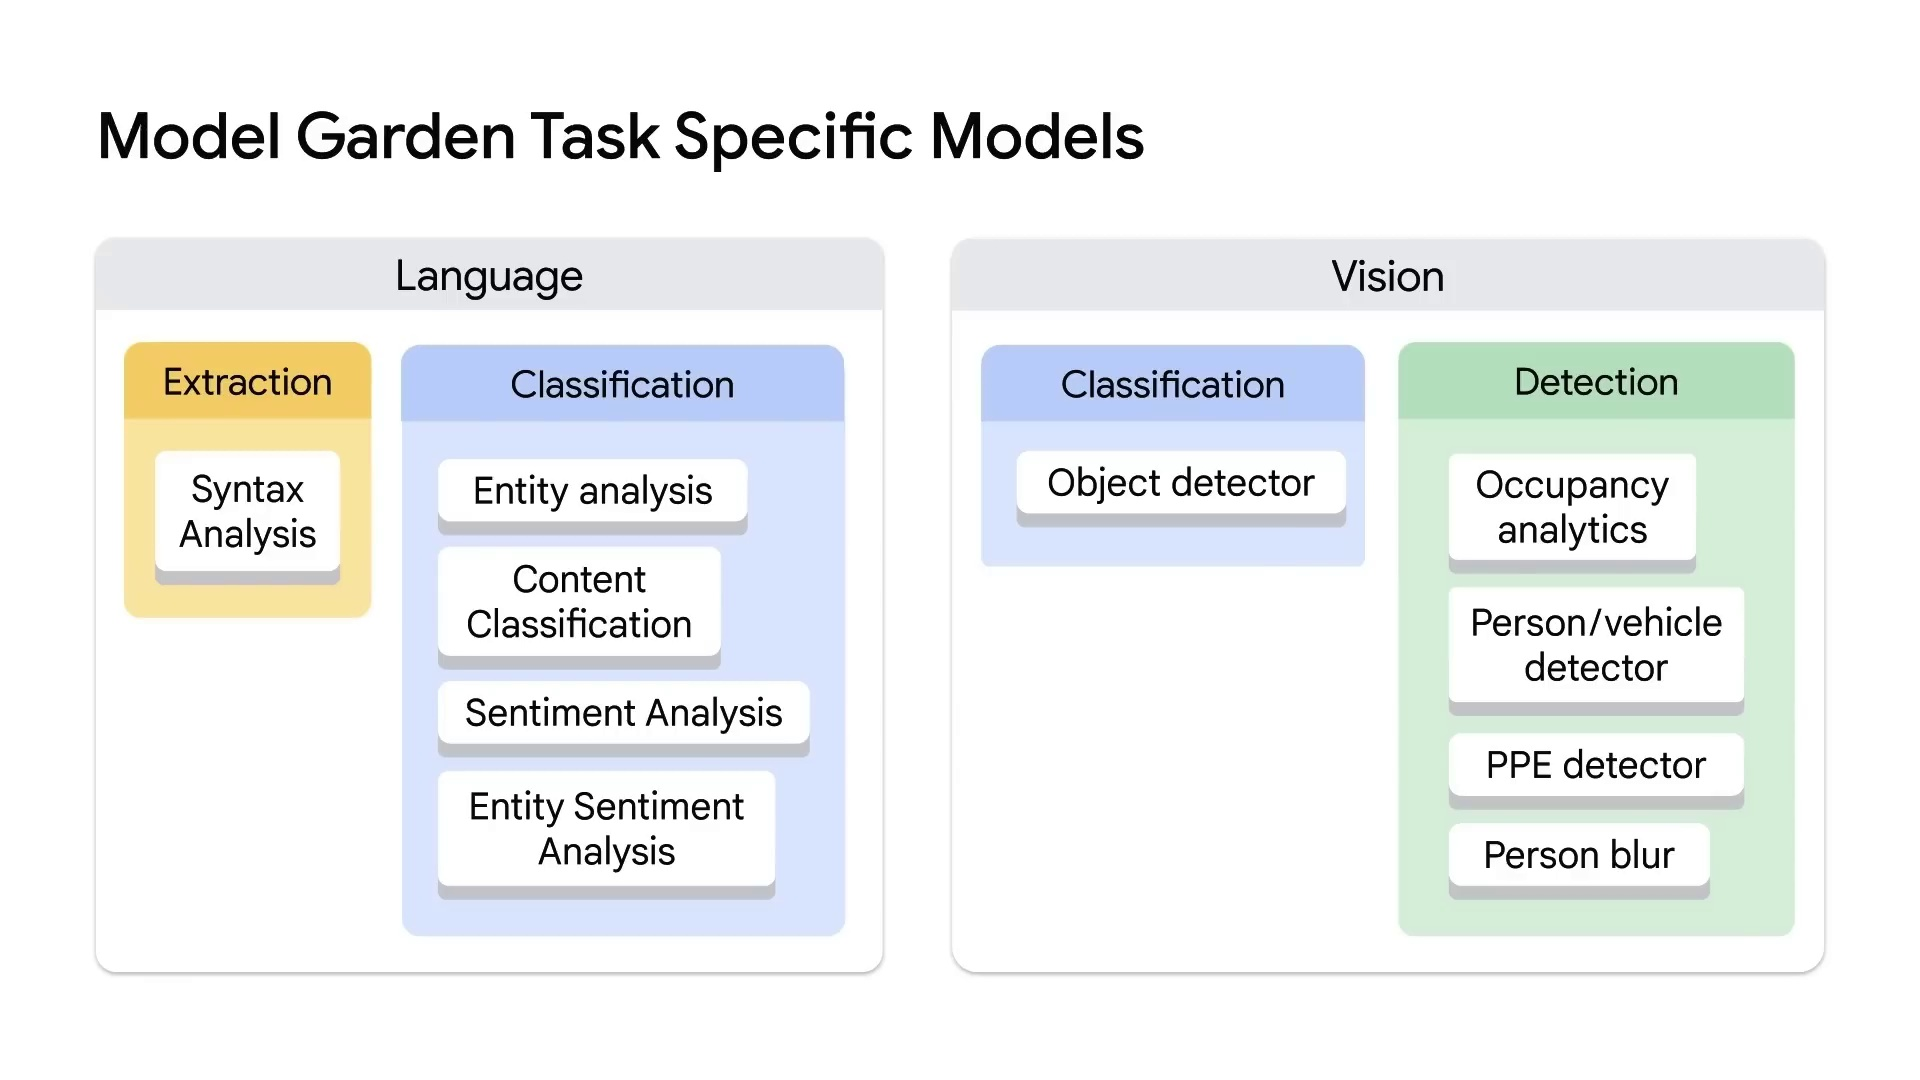 Model Garden Task Specific Models
Language
Extraction
Syntax
Analysis
Classification
Entity analysis
Content
Classification
Sentiment Analysis
Entity Sentiment
Analysis
Vision
Classification
Object detector
Detection
Occupancy
analytics
Person/vehicle
detector
PPE detector
Person blur